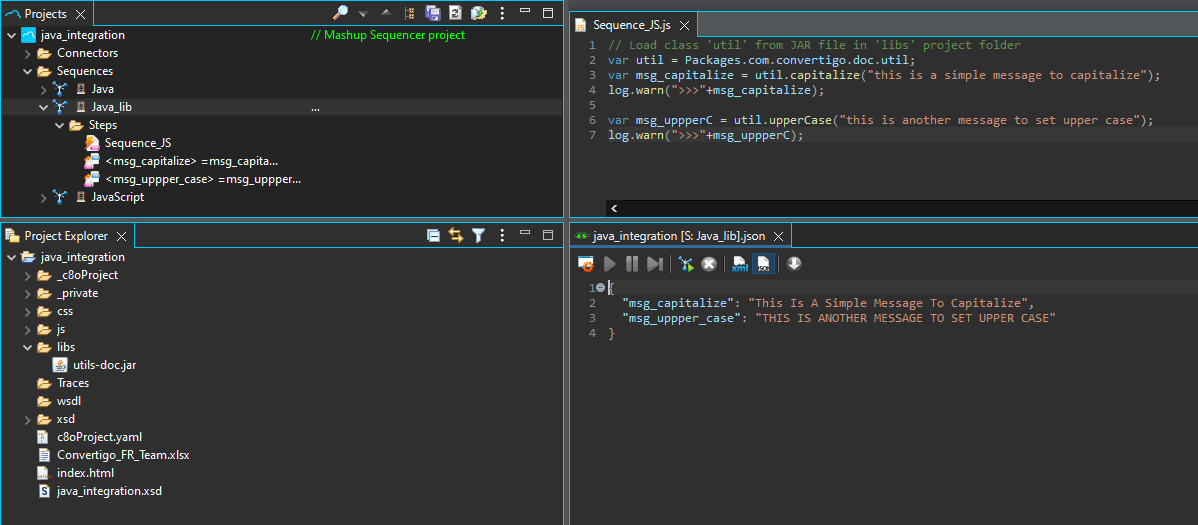 Projects
java_integration // Mashup Sequencer project
Connectors
Sequences
Java
Java_lib ...
Steps
Sequence_JS
<msg_capitalize> =msg_capita...
<msg_uppper_case> =msg_uppper...
JavaScript
Sequence_JS.js
1 // Load class 'util' from JAR file in 'libs' project folder
2 var util = Packages.com.convertigo.doc.util;
3 var msg_capitalize = util.capitalize("this is a simple message to capitalize");
4 log.warn(">>>"+msg_capitalize);
5
6 var msg_uppperC = util.upperCase("this is another message to set upper case");
7 log.warn(">>>"+msg_uppperC);
Project Explorer
java_integration
_c8oProject
_private
css
js
libs
utils-doc.jar
Traces
wsdl
xsd
c8oProject.yaml
Convertigo_FR_Team.xlsx
index.html
java_integration.xsd
java_integration [S: Java_lib].json
1 {
2 "msg_capitalize": "This Is A Simple Message To Capitalize",
3 "msg_uppper_case": "THIS IS ANOTHER MESSAGE TO SET UPPER CASE"
4 }